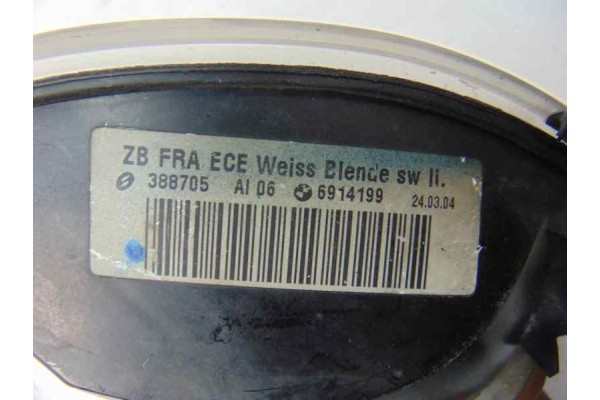 ZB FRA ECE Weiss Blende sw li.
388705 AI 06 6914199 24.03.04